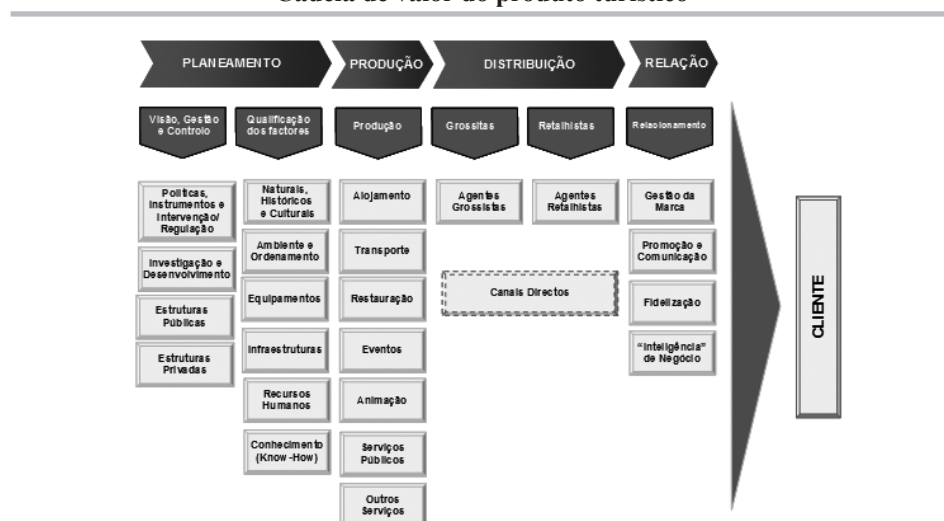 Cadeia de valor do produto turístico
PLANEAMENTO
PRODUÇÃO
DISTRIBUIÇÃO
RELAÇÃO
Visão, Gestão
e Controlo
Qualificação
dos factores
Produção
Grossitas
Retalhistas
Relacionamento
Políticas,
Instrumentos e
Intervenção/
Regulação
Investigação e
Desenvolvimento
Estruturas
Públicas
Estruturas
Privadas
Naturais,
Históricos
e Culturais
Ambiente e
Ordenamento
Equipamentos
Infraestruturas
Recursos
Humanos
Conhecimento
(Know-How)
Alojamento
Transporte
Restauração
Eventos
Animação
Serviços
Públicos
Outros
Serviços
Agentes
Grossistas
Agentes
Retalhistas
Canais Directos
Gestão da
Marca
Promoção e
Comunicação
Fidelização
"Inteligência"
de Negócio
CLIENTE